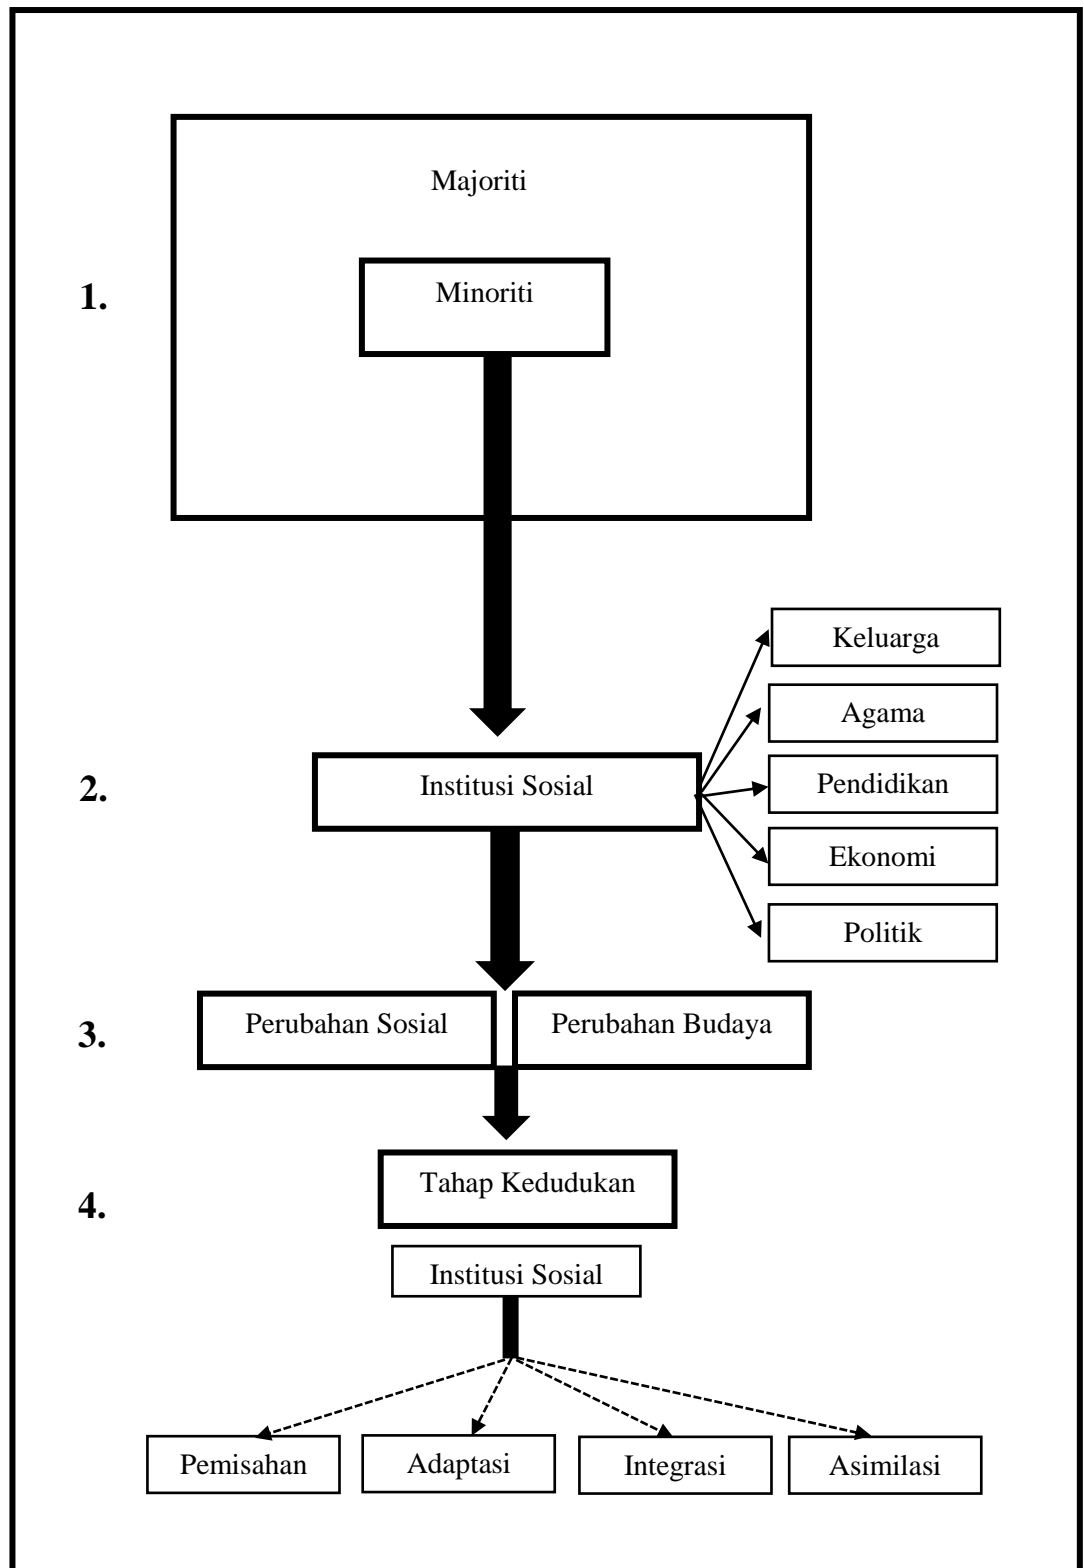 Majoriti
1.
Minoriti
Keluarga
Agama
2.
Institusi Sosial
Pendidikan
Ekonomi
Politik
3.
Perubahan Sosial
Perubahan Budaya
4.
Tahap Kedudukan
Institusi Sosial
Pemisahan
Adaptasi
Integrasi
Asimilasi